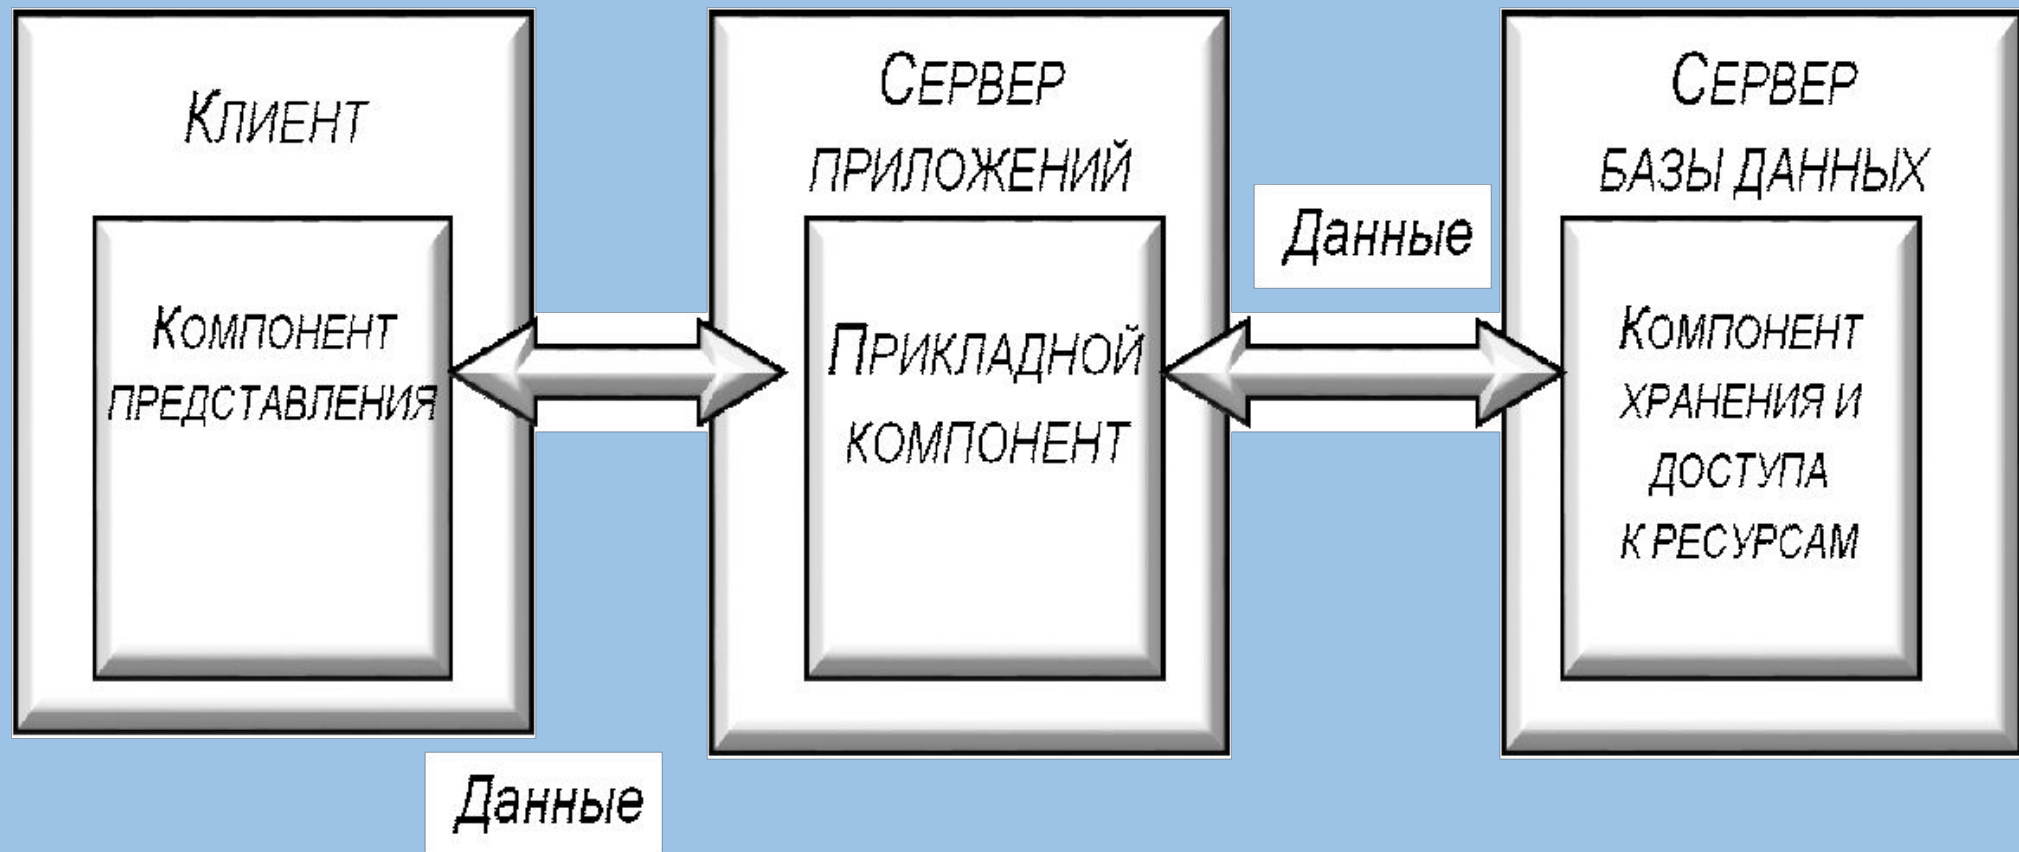 Клиент
Компонент
представления
Сервер
приложений
Прикладной
компонент
Данные
Сервер
базы данных
Компонент
хранения и
доступа
к ресурсам
Данные